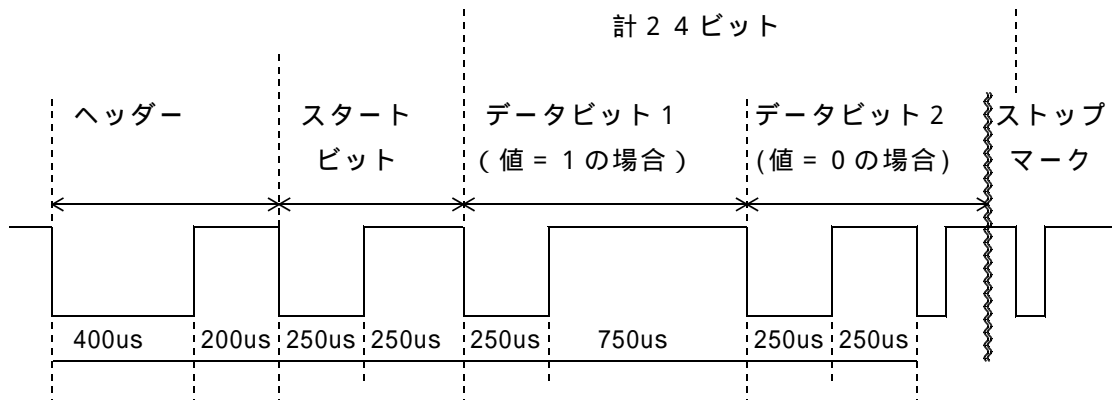 計２４ビット
ヘッダー
スタート
ビット
データビット１
（値＝１の場合）
データビット２
(値＝０の場合)
ストップ
マーク
400us
200us
250us
250us
250us
750us
250us
250us